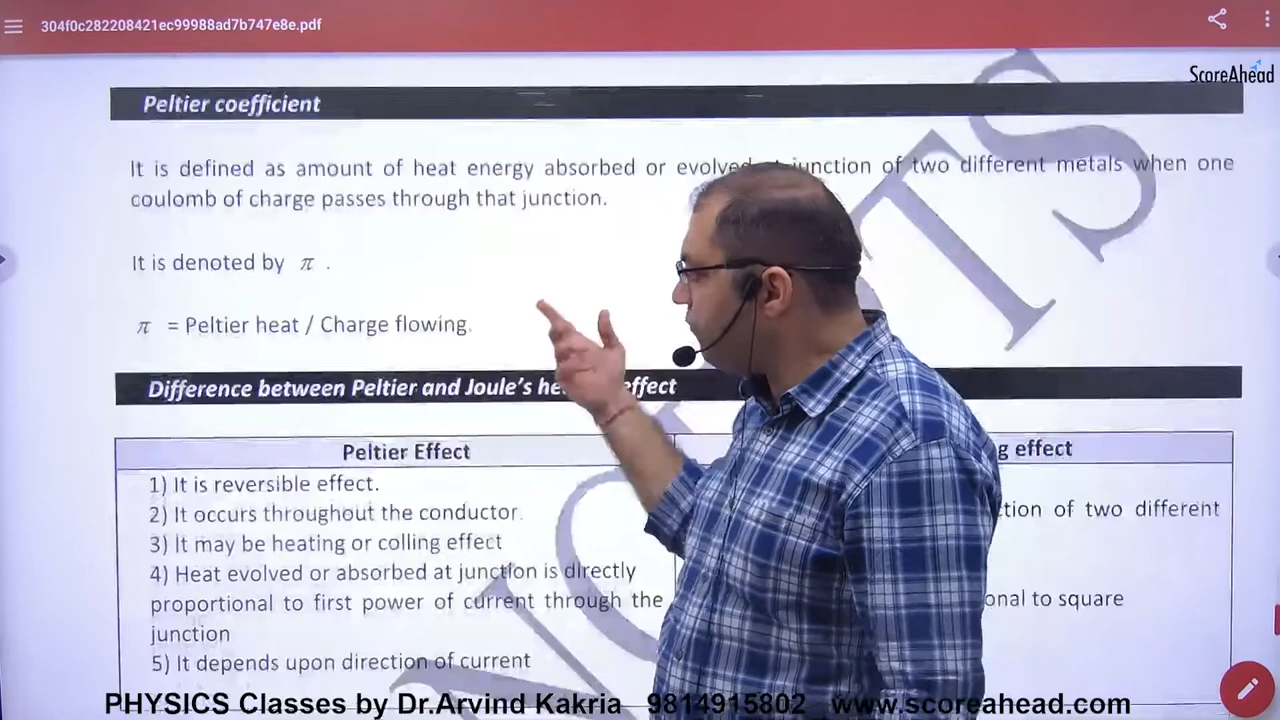 304f0c282208421ec99988ad7b747e8e.pdf
ScoreAhead
Peltier coefficient
It is defined as amount of heat energy absorbed or evolved junction of two different metals when one
coulomb of charge passes through that junction.
It is denoted by π .
π = Peltier heat / Charge flowing.
Difference between Peltier and Joule's effect
Peltier Effect
effect
1) It is reversible effect.
2) It occurs throughout the conductor.
of two different
3) It may be heating or colling effect
4) Heat evolved or absorbed at junction is directly
proportional to first power of current through the
to square
junction
5) It depends upon direction of current
PHYSICS Classes by Dr.Arvind Kakria 9814915802 www.scoreahead.com